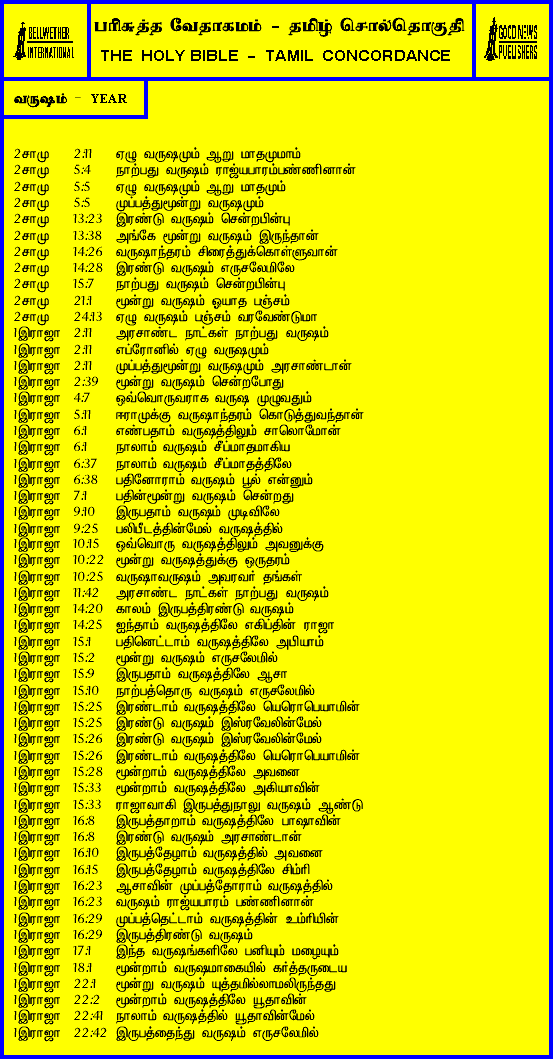 BELLWETHER
INTERNATIONAL
பரிசுத்த வேதாகமம் - தமிழ் சொல்தொகுதி
THE HOLY BIBLE - TAMIL CONCORDANCE
GOOD NEWS
PUBLISHERS
வருஷம் - YEAR
2சாமு 2:11 ஏழு வருஷமும் ஆறு மாதமுமாம்
2சாமு 5:4 நாற்பது வருஷம் ராஜ்யபாரம்பண்ணினான்
2சாமு 5:5 ஏழு வருஷமும் ஆறு மாதமும்
2சாமு 5:5 முப்பத்துமூன்று வருஷமும்
2சாமு 13:23 இரண்டு வருஷம் சென்றபின்பு
2சாமு 13:38 அங்கே மூன்று வருஷம் இருந்தான்
2சாமு 14:26 வருஷாந்தரம் சிரைத்துக்கொள்ளுவான்
2சாமு 14:28 இரண்டு வருஷம் எருசலேமிலே
2சாமு 15:7 நாற்பது வருஷம் சென்றபின்பு
2சாமு 21:1 மூன்று வருஷம் ஓயாத பஞ்சம்
2சாமு 24:13 ஏழு வருஷம் பஞ்சம் வரவேண்டுமா
1இராஜா 2:11 அரசாண்ட நாட்கள் நாற்பது வருஷம்
1இராஜா 2:11 எப்ரோனில் ஏழு வருஷமும்
1இராஜா 2:11 முப்பத்துமூன்று வருஷமும் அரசாண்டான்
1இராஜா 2:39 மூன்று வருஷம் சென்றபோது
1இராஜா 4:7 ஒவ்வொருவராக வருஷ முழுவதும்
1இராஜா 5:11 ஈராமுக்கு வருஷாந்தரம் கொடுத்துவந்தான்
1இராஜா 6:1 எண்பதாம் வருஷத்திலும் சாலொமோன்
1இராஜா 6:1 நாலாம் வருஷம் சீப்மாதமாகிய
1இராஜா 6:37 நாலாம் வருஷம் சீப்மாதத்திலே
1இராஜா 6:38 பதினோராம் வருஷம் பூல் என்னும்
1இராஜா 7:1 பதின்மூன்று வருஷம் சென்றது
1இராஜா 9:10 இருபதாம் வருஷம் முடிவிலே
1இராஜா 9:25 பலிபீடத்தின்மேல் வருஷத்தில்
1இராஜா 10:15 ஒவ்வொரு வருஷத்திலும் அவனுக்கு
1இராஜா 10:22 மூன்று வருஷத்துக்கு ஒருதரம்
1இராஜா 10:25 வருஷாவருஷம் அவரவர் தங்கள்
1இராஜா 11:42 அரசாண்ட நாட்கள் நாற்பது வருஷம்
1இராஜா 14:20 காலம் இருபத்திரண்டு வருஷம்
1இராஜா 14:25 ஐந்தாம் வருஷத்திலே எகிப்தின் ராஜா
1இராஜா 15:1 பதினெட்டாம் வருஷத்திலே அபியாம்
1இராஜா 15:2 மூன்று வருஷம் எருசலேமில்
1இராஜா 15:9 இருபதாம் வருஷத்திலே ஆசா
1இராஜா 15:10 நாற்பத்தொரு வருஷம் எருசலேமில்
1இராஜா 15:25 இரண்டாம் வருஷத்திலே யெரொபெயாமின்
1இராஜா 15:25 இரண்டு வருஷம் இஸ்ரவேலின்மேல்
1இராஜா 15:26 இரண்டு வருஷம் இஸ்ரவேலின்மேல்
1இராஜா 15:26 இரண்டாம் வருஷத்திலே யெரொபெயாமின்
1இராஜா 15:28 மூன்றாம் வருஷத்திலே அவனை
1இராஜா 15:33 மூன்றாம் வருஷத்திலே அகியாவின்
1இராஜா 15:33 ராஜாவாகி இருபத்துநாலு வருஷம் ஆண்டு
1இராஜா 16:8 இருபத்தாறாம் வருஷத்திலே பாஷாவின்
1இராஜா 16:8 இரண்டு வருஷம் அரசாண்டான்
1இராஜா 16:10 இருபத்தேழாம் வருஷத்தில் அவனை
1இராஜா 16:15 இருபத்தேழாம் வருஷத்திலே சிம்ரி
1இராஜா 16:23 ஆசாவின் முப்பத்தோராம் வருஷத்தில்
1இராஜா 16:23 வருஷம் ராஜ்யபாரம் பண்ணினான்
1இராஜா 16:29 முப்பத்தெட்டாம் வருஷத்தின் உம்ரியின்
1இராஜா 16:29 இருபத்திரண்டு வருஷம்
1இராஜா 17:1 இந்த வருஷங்களிலே பனியும் மழையும்
1இராஜா 18:1 மூன்றாம் வருஷமாகையில் கர்த்தருடைய
1இராஜா 22:1 மூன்று வருஷம் யுத்தமில்லாமலிருந்தது
1இராஜா 22:2 மூன்றாம் வருஷத்திலே யூதாவின்
1இராஜா 22:41 நாலாம் வருஷத்தில் யூதாவின்மேல்
1இராஜா 22:42 இருபத்தைந்து வருஷம் எருசலேமில்